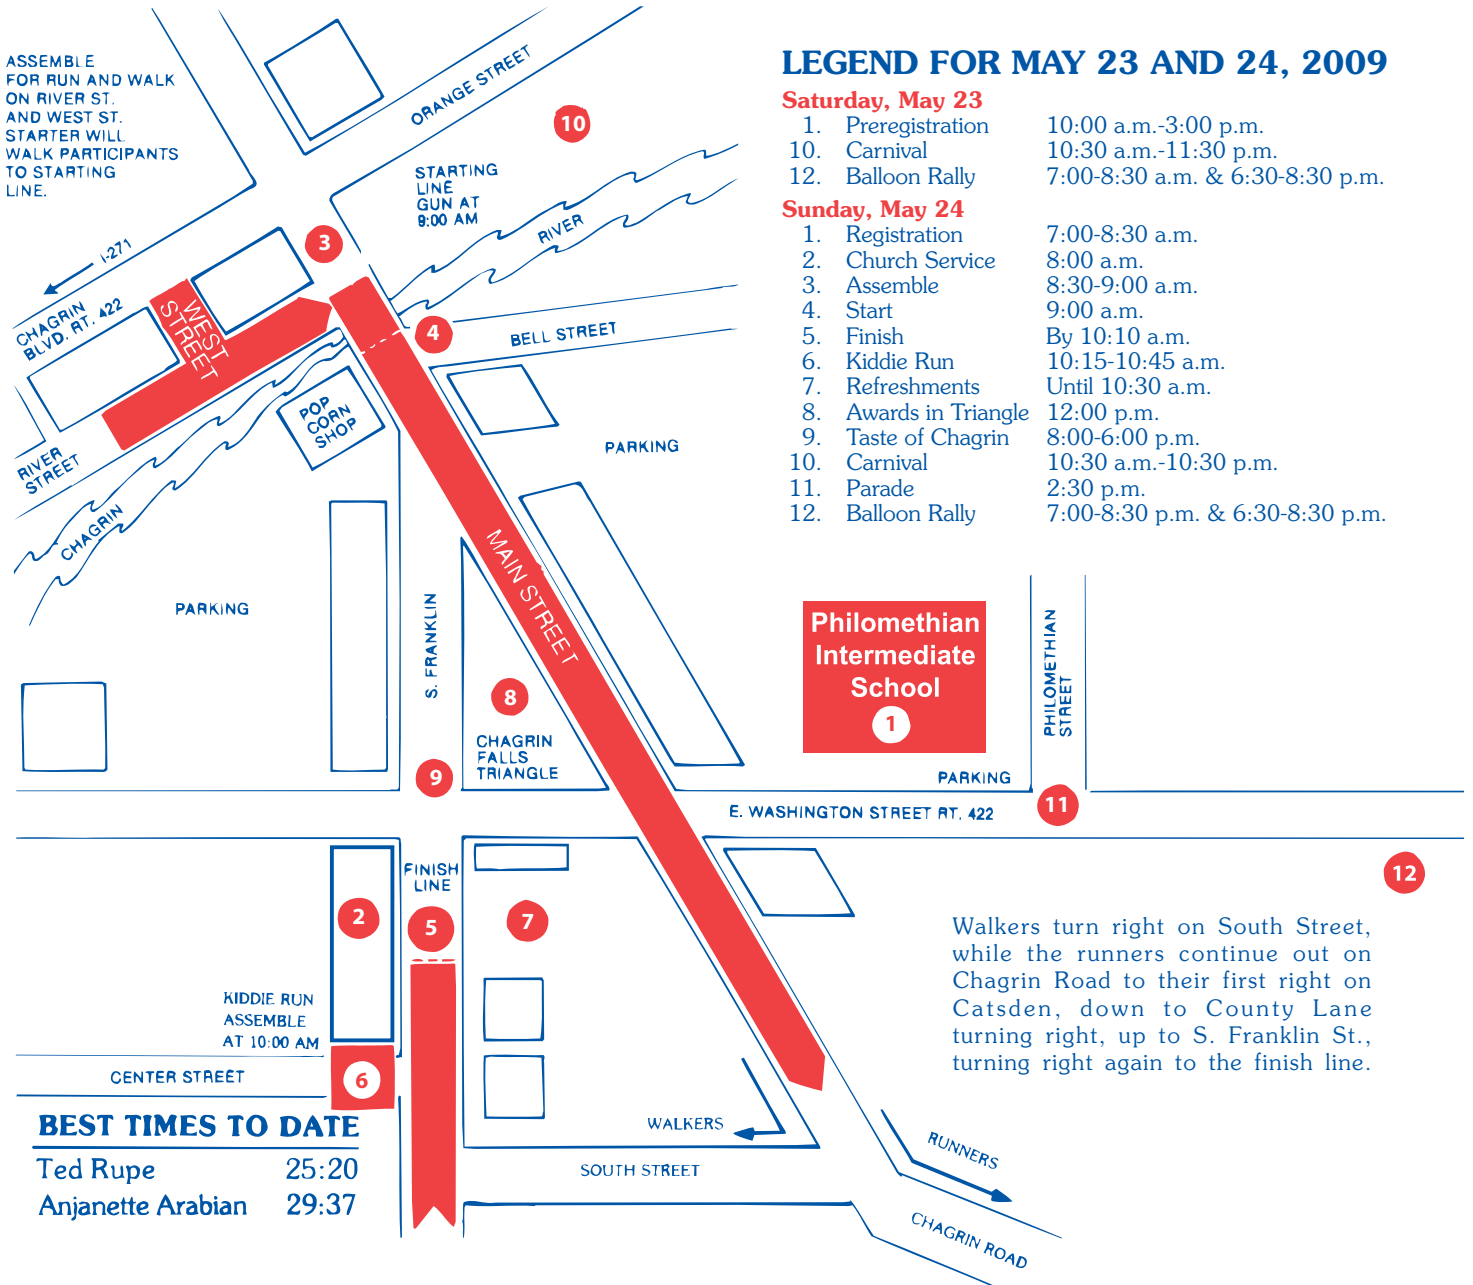 ASSEMBLE
FOR RUN AND WALK
ON RIVER ST.
AND WEST ST.
STARTER WILL
WALK PARTICIPANTS
TO STARTING
LINE.
ORANGE STREET
10
STARTING
LINE
GUN AT
9:00 AM
RIVER
3
I-271
CHAGRIN
BLVD. RT. 422
WEST
STREET
4
BELL STREET
POP
CORN
SHOP
RIVER
STREET
CHAGRIN
PARKING
PARKING
MAIN STREET
S. FRANKLIN
8
CHAGRIN
FALLS
TRIANGLE
9
LEGEND FOR MAY 23 AND 24, 2009
Saturday, May 23
1. Preregistration 10:00 a.m.-3:00 p.m.
10. Carnival 10:30 a.m.-11:30 p.m.
12. Balloon Rally 7:00-8:30 a.m. & 6:30-8:30 p.m.
Sunday, May 24
1. Registration 7:00-8:30 a.m.
2. Church Service 8:00 a.m.
3. Assemble 8:30-9:00 a.m.
4. Start 9:00 a.m.
5. Finish By 10:10 a.m.
6. Kiddie Run 10:15-10:45 a.m.
7. Refreshments Until 10:30 a.m.
8. Awards in Triangle 12:00 p.m.
9. Taste of Chagrin 8:00-6:00 p.m.
10. Carnival 10:30 a.m.-10:30 p.m.
11. Parade 2:30 p.m.
12. Balloon Rally 7:00-8:30 p.m. & 6:30-8:30 p.m.
Philomethian
Intermediate
School
1
PHILOMETHIAN
STREET
PARKING
11
E. WASHINGTON STREET RT. 422
12
FINISH
LINE
2
5
7
KIDDIE RUN
ASSEMBLE
AT 10:00 AM
CENTER STREET
6
Walkers turn right on South Street,
while the runners continue out on
Chagrin Road to their first right on
Catsden, down to County Lane
turning right, up to S. Franklin St.,
turning right again to the finish line.
BEST TIMES TO DATE
Ted Rupe 25:20
Anjanette Arabian 29:37
WALKERS
SOUTH STREET
RUNNERS
CHAGRIN ROAD